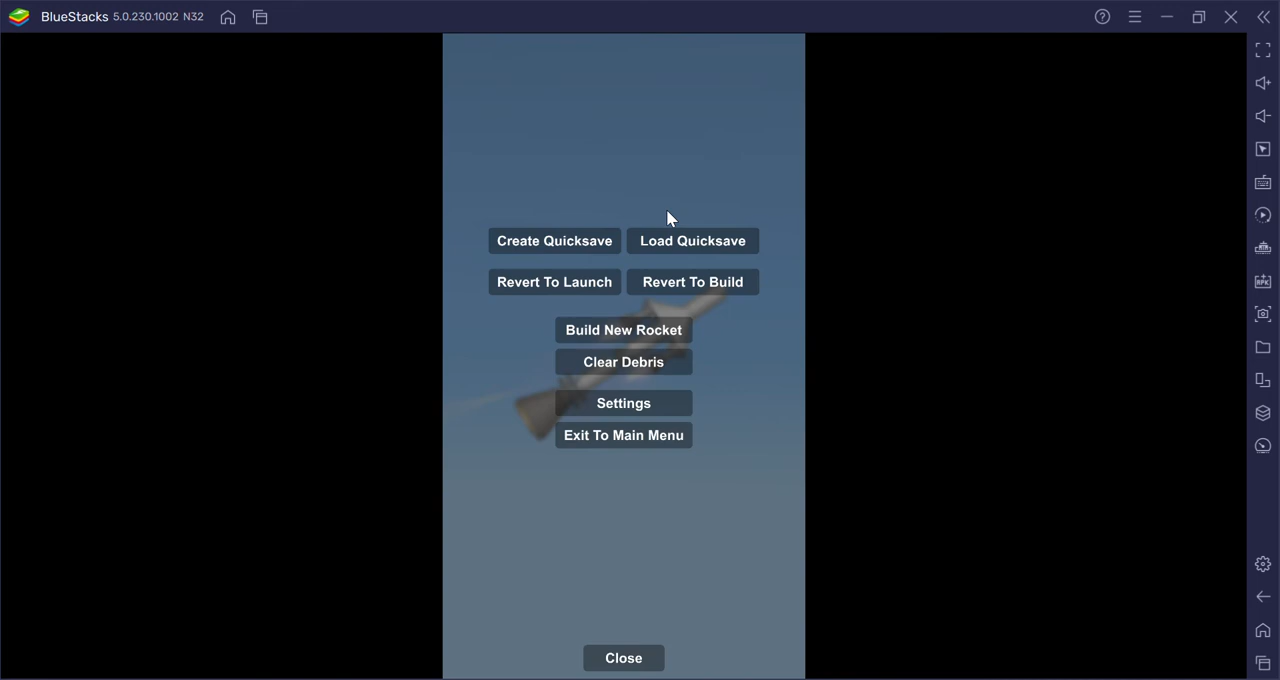 BlueStacks 5.0.230.1002 N32
Create Quicksave Load Quicksave
Revert To Launch Revert To Build
Build New Rocket
Clear Debris
Settings
Exit To Main Menu
Close